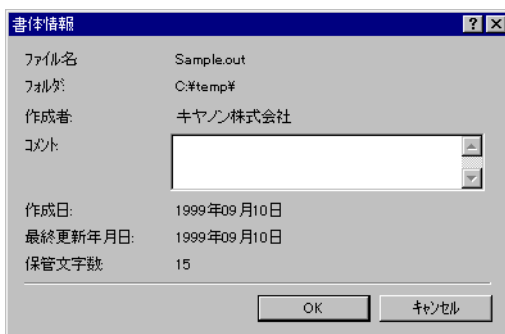 書体情報
ファイル名 Sample.out
フォルダ: C:¥temp¥
作成者: キヤノン株式会社
コメント:
作成日: 1999年09月10日
最終更新年月日: 1999年09月10日
保管文字数: 15
OK キャンセル